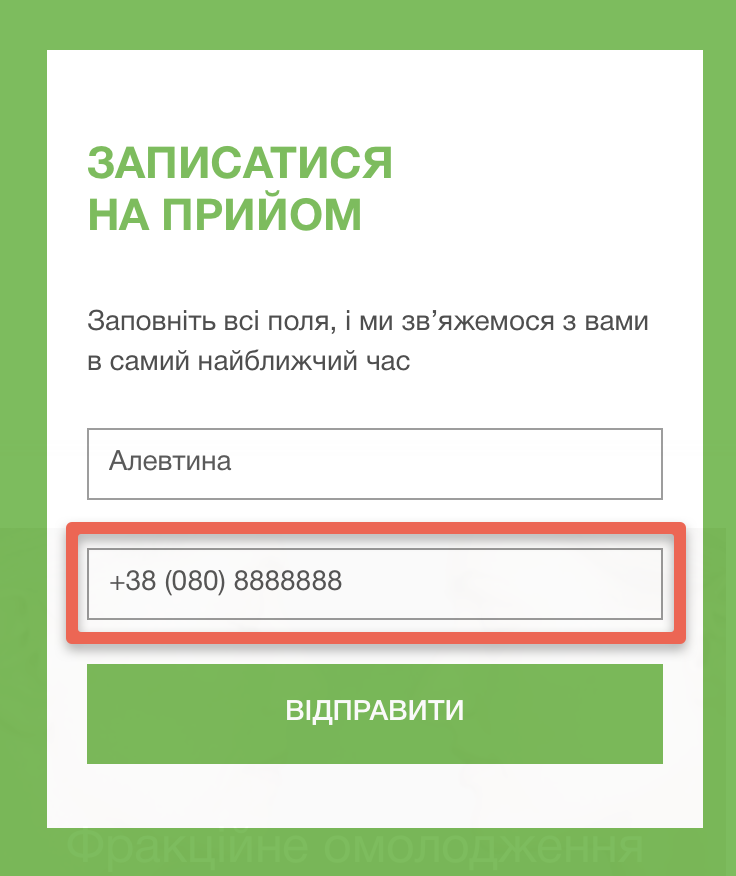 ЗАПИСАТИСЯ
НА ПРИЙОМ
Заповніть всі поля, і ми зв’яжемося з вами
в самий найближчий час
Алевтина
+38 (080) 8888888
ВІДПРАВИТИ
Фракційне омолодження